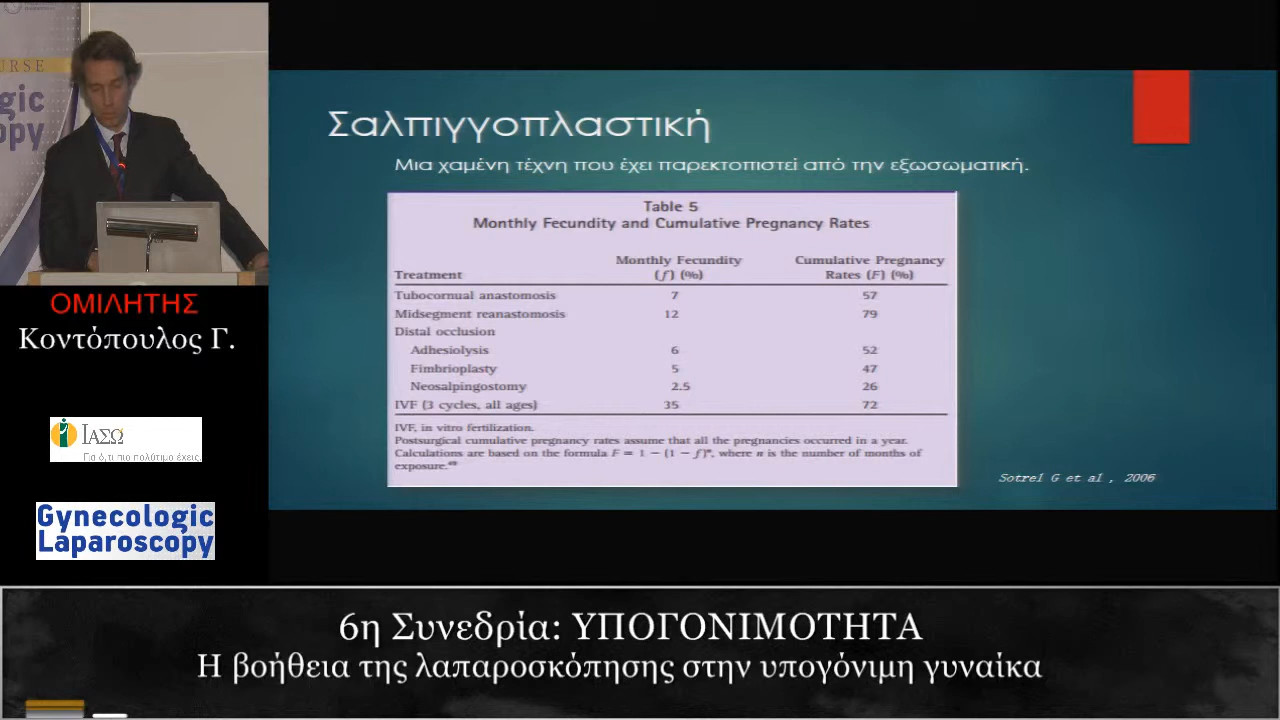 URSE
gic
opy
ΟΜΙΛΗΤΗΣ
Κοντόπουλος Γ.
ΙΑΣΩ
Για ό,τι πιο πολύτιμο έχεις.
Gynecologic
Laparoscopy
Σαλπιγγοπλαστική
Μια χαμένη τέχνη που έχει παρεκτοπιστεί από την εξωσωματική.
Table 5
Monthly Fecundity and Cumulative Pregnancy Rates
Monthly Fecundity Cumulative Pregnancy
Treatment (f) (%) Rates (F) (%)
Tubocornual anastomosis 7 57
Midsegment reanastomosis 12 79
Distal occlusion
Adhesiolysis 6 52
Fimbrioplasty 5 47
Neosalpingostomy 2.5 26
IVF (3 cycles, all ages) 35 72
IVF, in vitro fertilization.
Postsurgical cumulative pregnancy rates assume that all the pregnancies occurred in a year.
Calculations are based on the formula F = 1 − (1 − f)ⁿ, where n is the number of months of
exposure.
Sotrel G et al , 2006
6η Συνεδρία: ΥΠΟΓΟΝΙΜΟΤΗΤΑ
Η βοήθεια της λαπαροσκόπησης στην υπογόνιμη γυναίκα